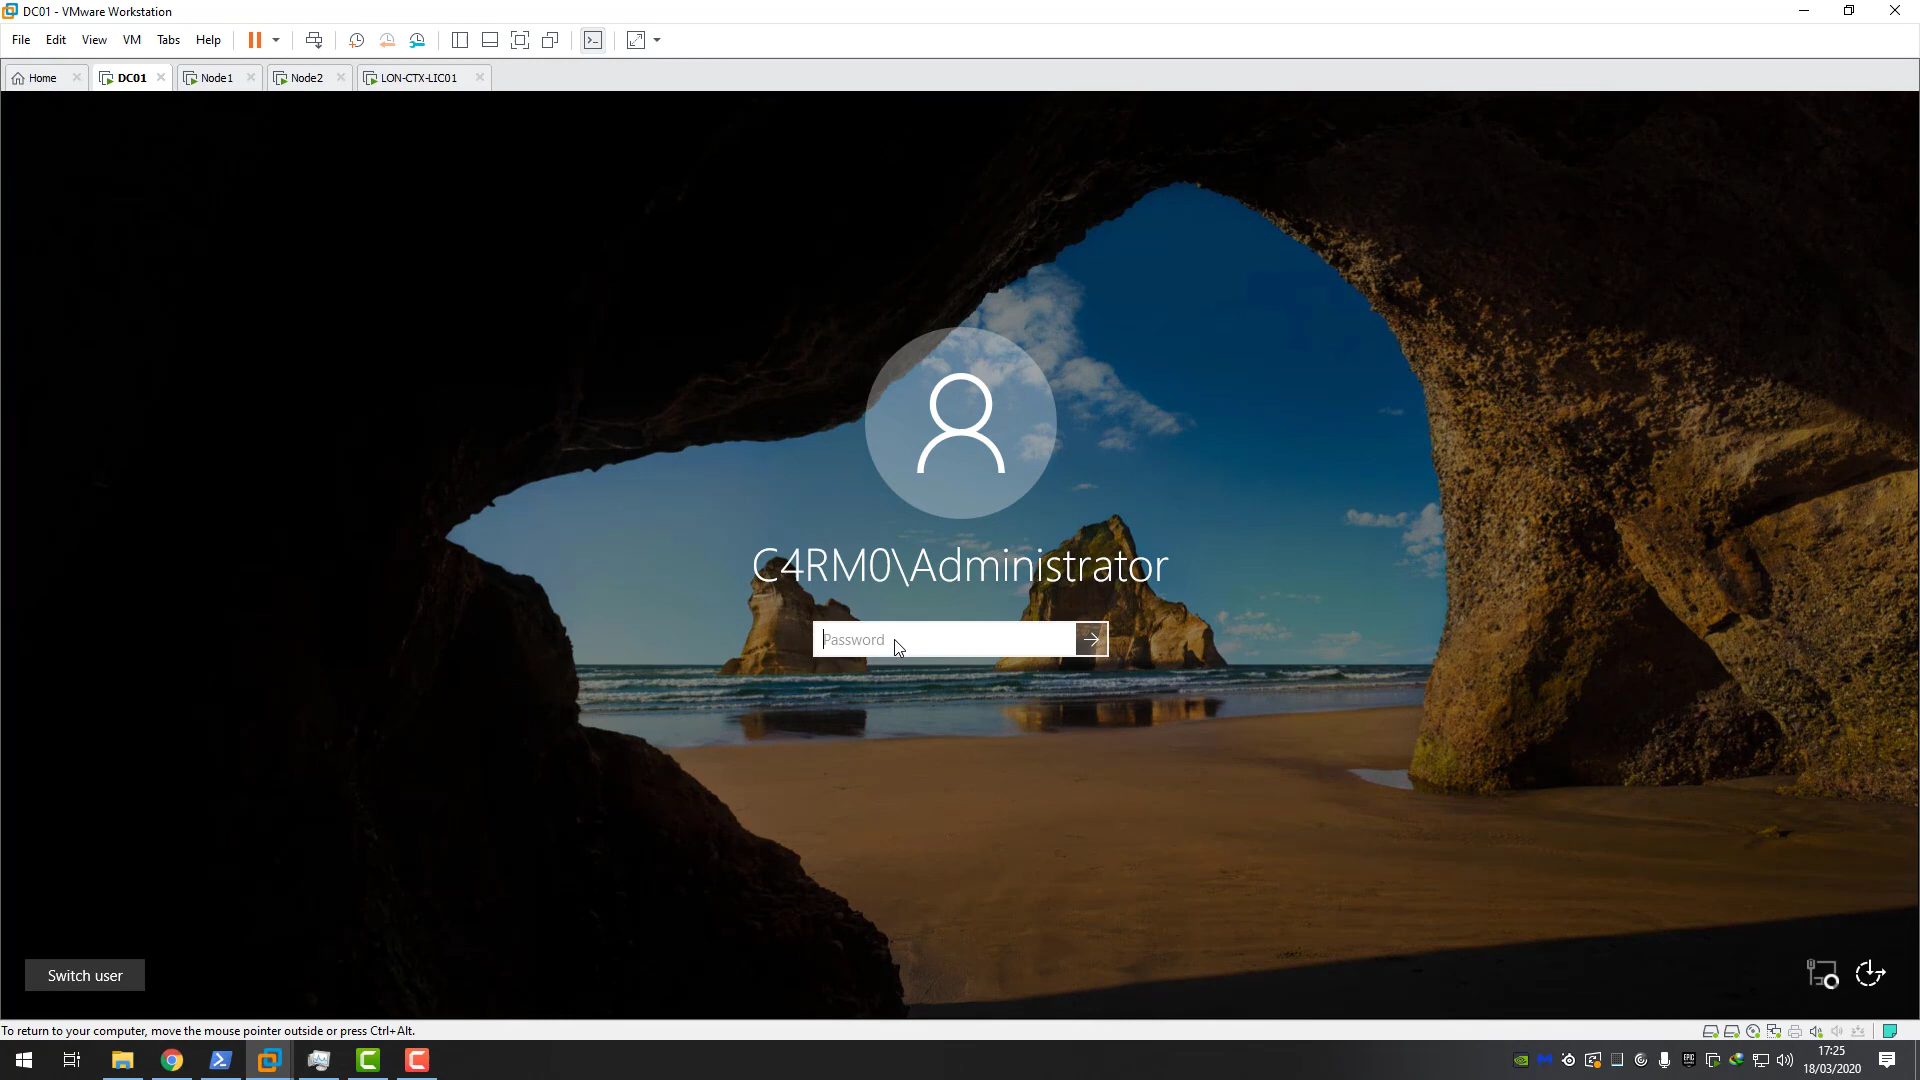 DC01 - VMware Workstation
File Edit View VM Tabs Help
Home DC01 Node1 Node2 LON-CTX-LIC01
C4RM0\Administrator
Password
Switch user
To return to your computer, move the mouse pointer outside or press Ctrl+Alt.
17:25
18/03/2020